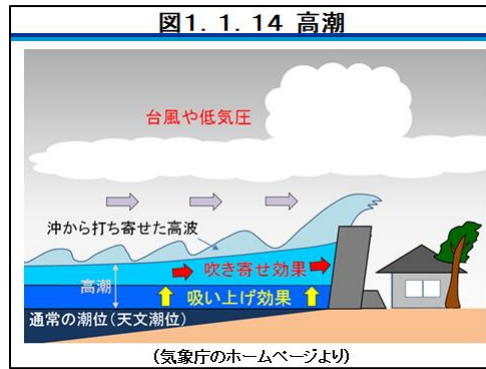 図1．1．14 高潮
台風や低気圧
沖から打ち寄せた高波
吹き寄せ効果
高潮
吸い上げ効果
通常の潮位(天文潮位)
(気象庁のホームページより)